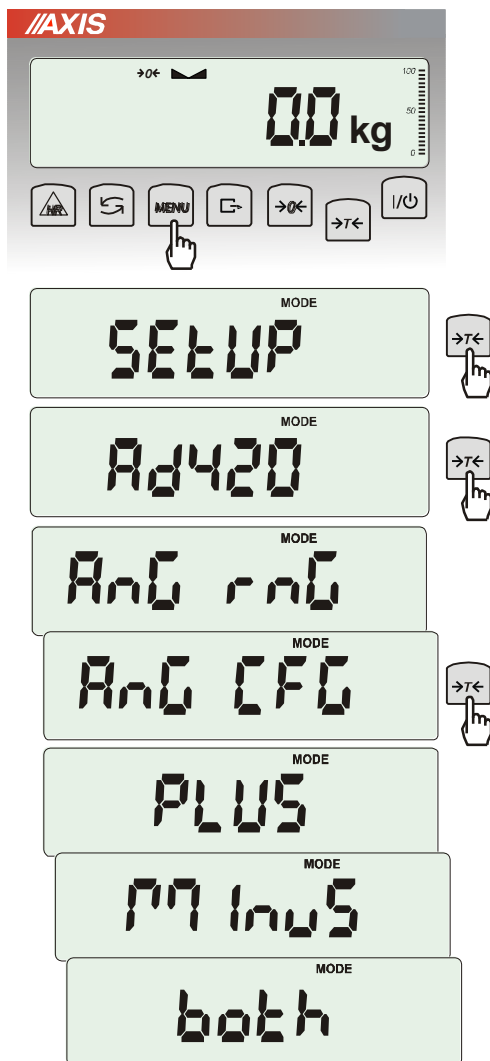 //AXIS
→0← 100
50
0.0 kg
0
HR MENU →0← →T← I/⏻
MODE
SEtUP
→T←
MODE
Ad420
→T←
MODE
AnG rnG
MODE
AnG CFG
→T←
MODE
PLUS
MODE
MInuS
MODE
both